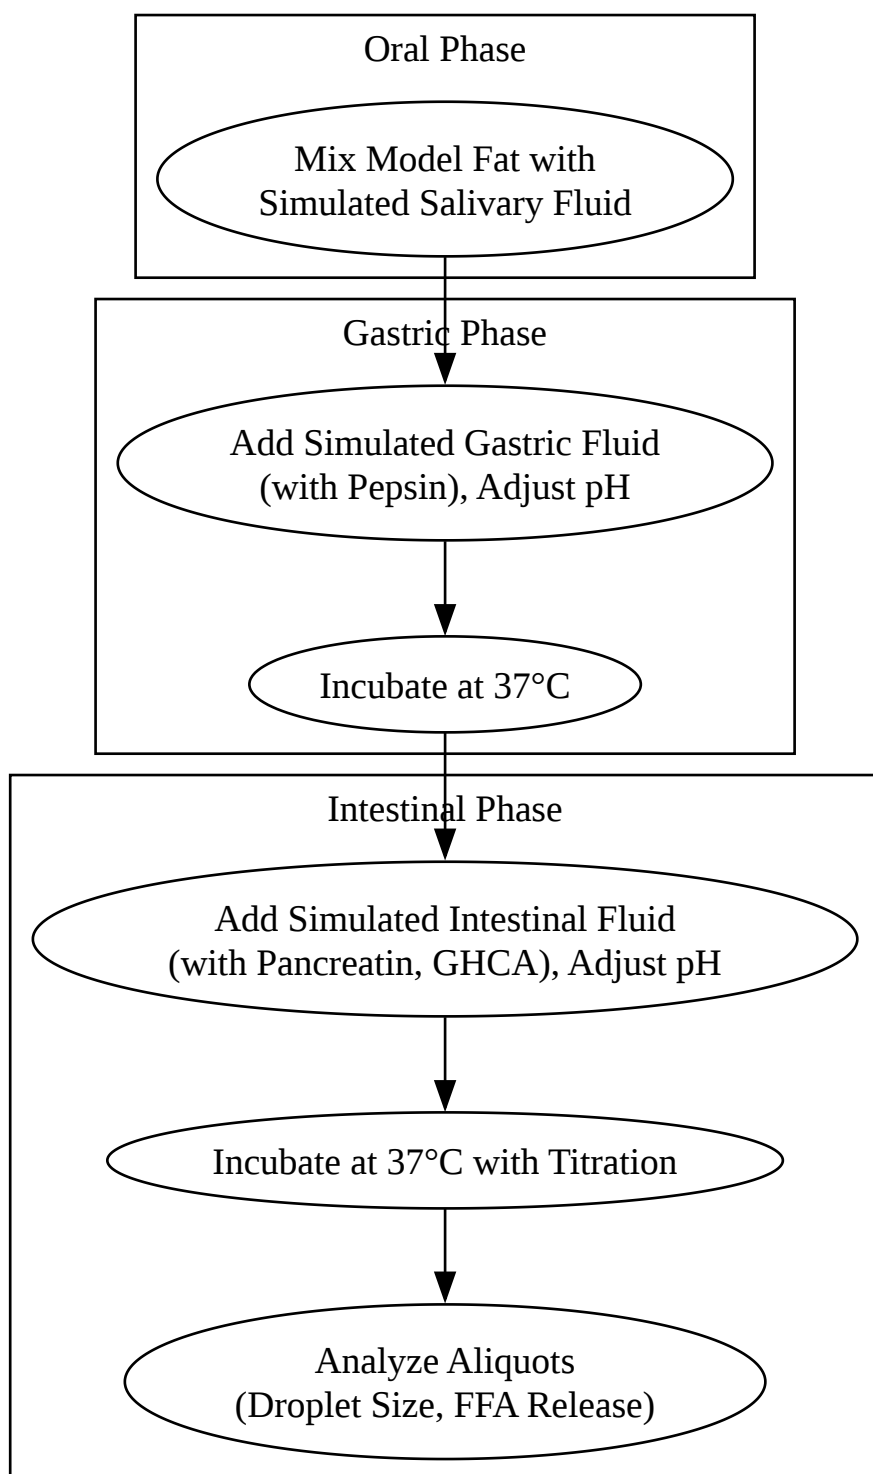 Oral Phase
Mix Model Fat with
Simulated Salivary Fluid
Gastric Phase
Add Simulated Gastric Fluid
(with Pepsin), Adjust pH
Incubate at 37°C
Intestinal Phase
Add Simulated Intestinal Fluid
(with Pancreatin, GHCA), Adjust pH
Incubate at 37°C with Titration
Analyze Aliquots
(Droplet Size, FFA Release)